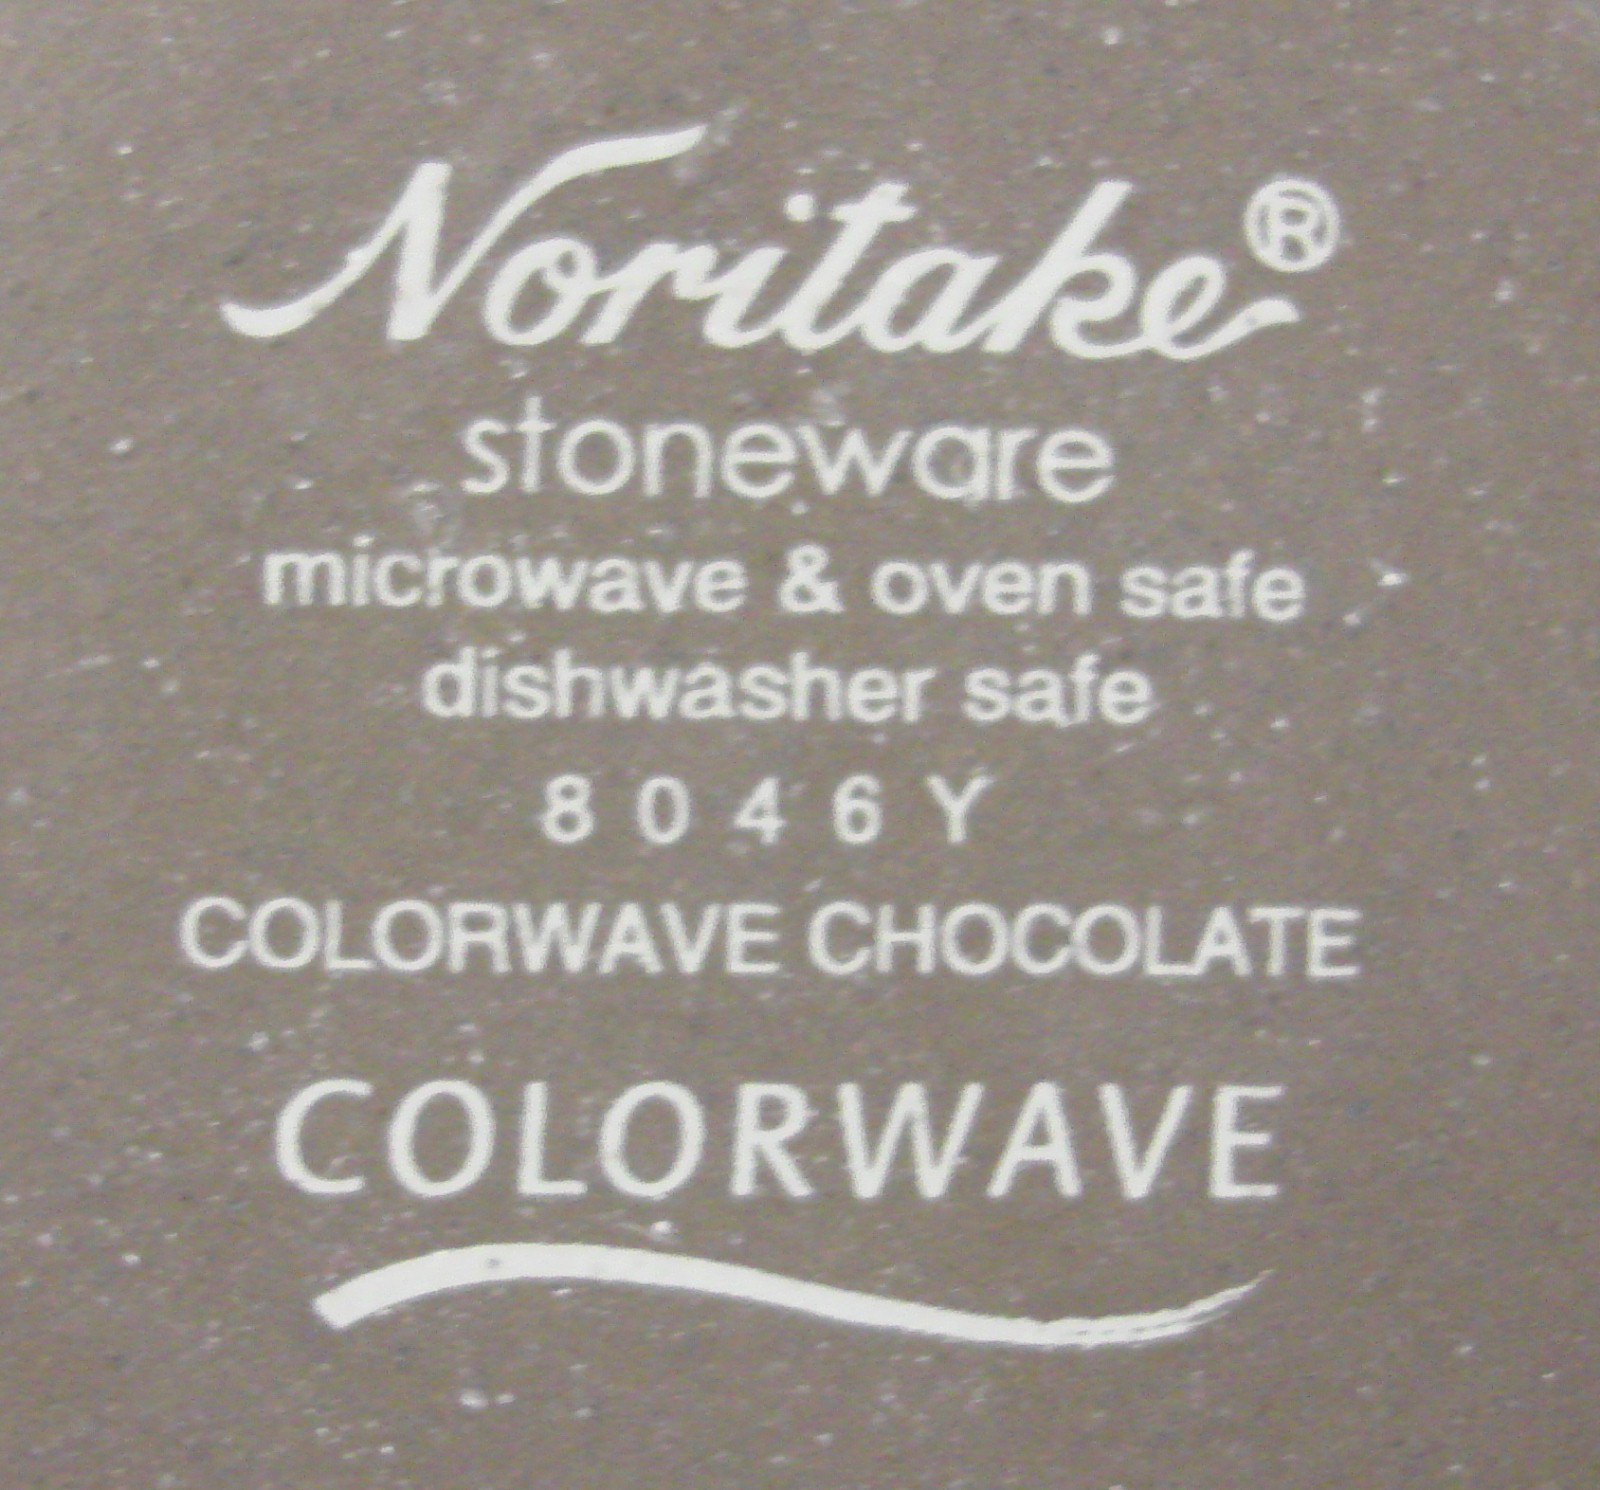 Noritake®
stoneware
microwave & oven safe
dishwasher safe
8046Y
COLORWAVE CHOCOLATE
COLORWAVE